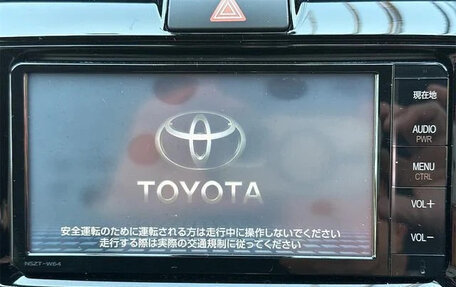 現在地
AUDIO
PWR
MENU
CTRL
VOL+
VOL-
TOYOTA
安全運転のために運転される方は走行中に操作しないでください
走行する際は実際の交通規制に従ってください
NSZT-W64